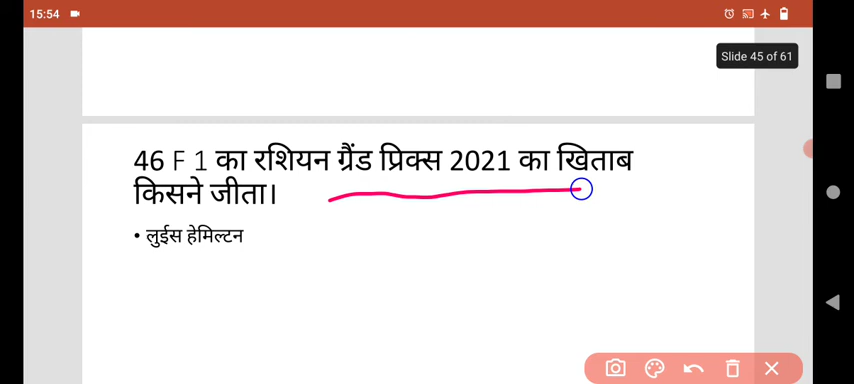 15:54
Slide 45 of 61
46 F 1 का रशियन ग्रैंड प्रिक्स 2021 का खिताब
किसने जीता।
• लुईस हेमिल्टन